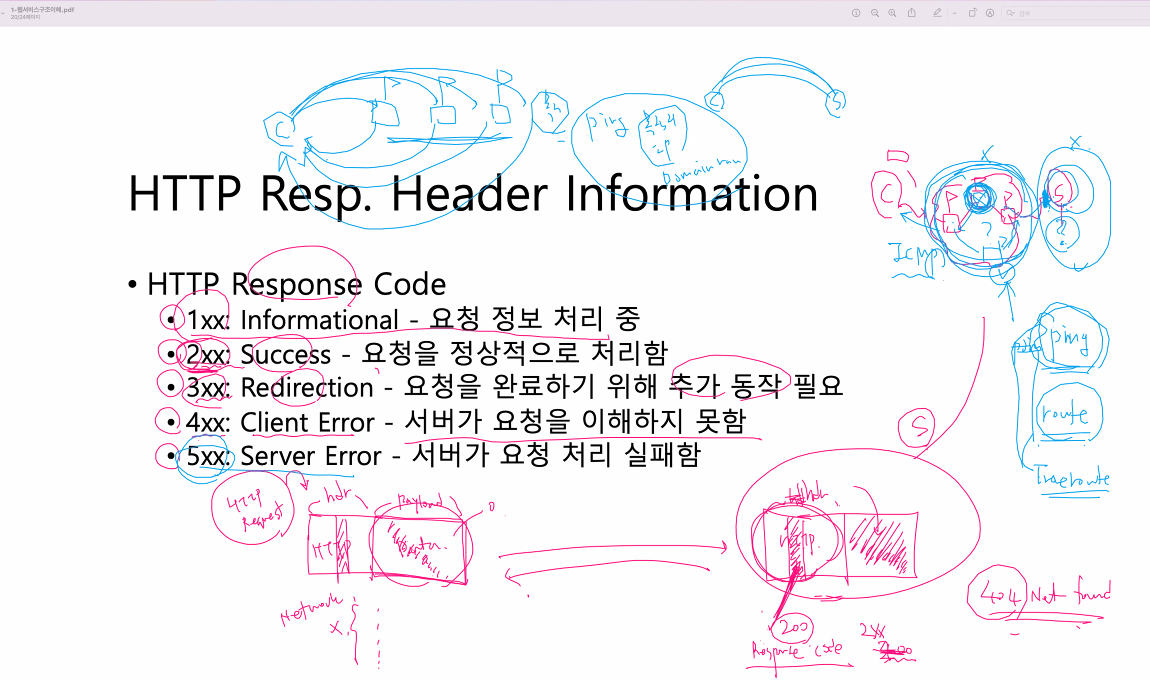 1-웹서비스구조이해.pdf
20/24페이지
검색
C
P
P
P
C
S
ping
IP
Domain
HTTP Resp. Header Information
X
X
C
P
P
S
?
?
ICMP
• HTTP Response Code
• 1xx: Informational - 요청 정보 처리 중
• 2xx: Success - 요청을 정상적으로 처리함
• 3xx: Redirection - 요청을 완료하기 위해 추가 동작 필요
• 4xx: Client Error - 서버가 요청을 이해하지 못함
• 5xx: Server Error - 서버가 요청 처리 실패함
ping
route
Traceroute
S
HTTP
Request
hdr
payload
HTTP
Network
X
200
Response code
2xx
404 Not found